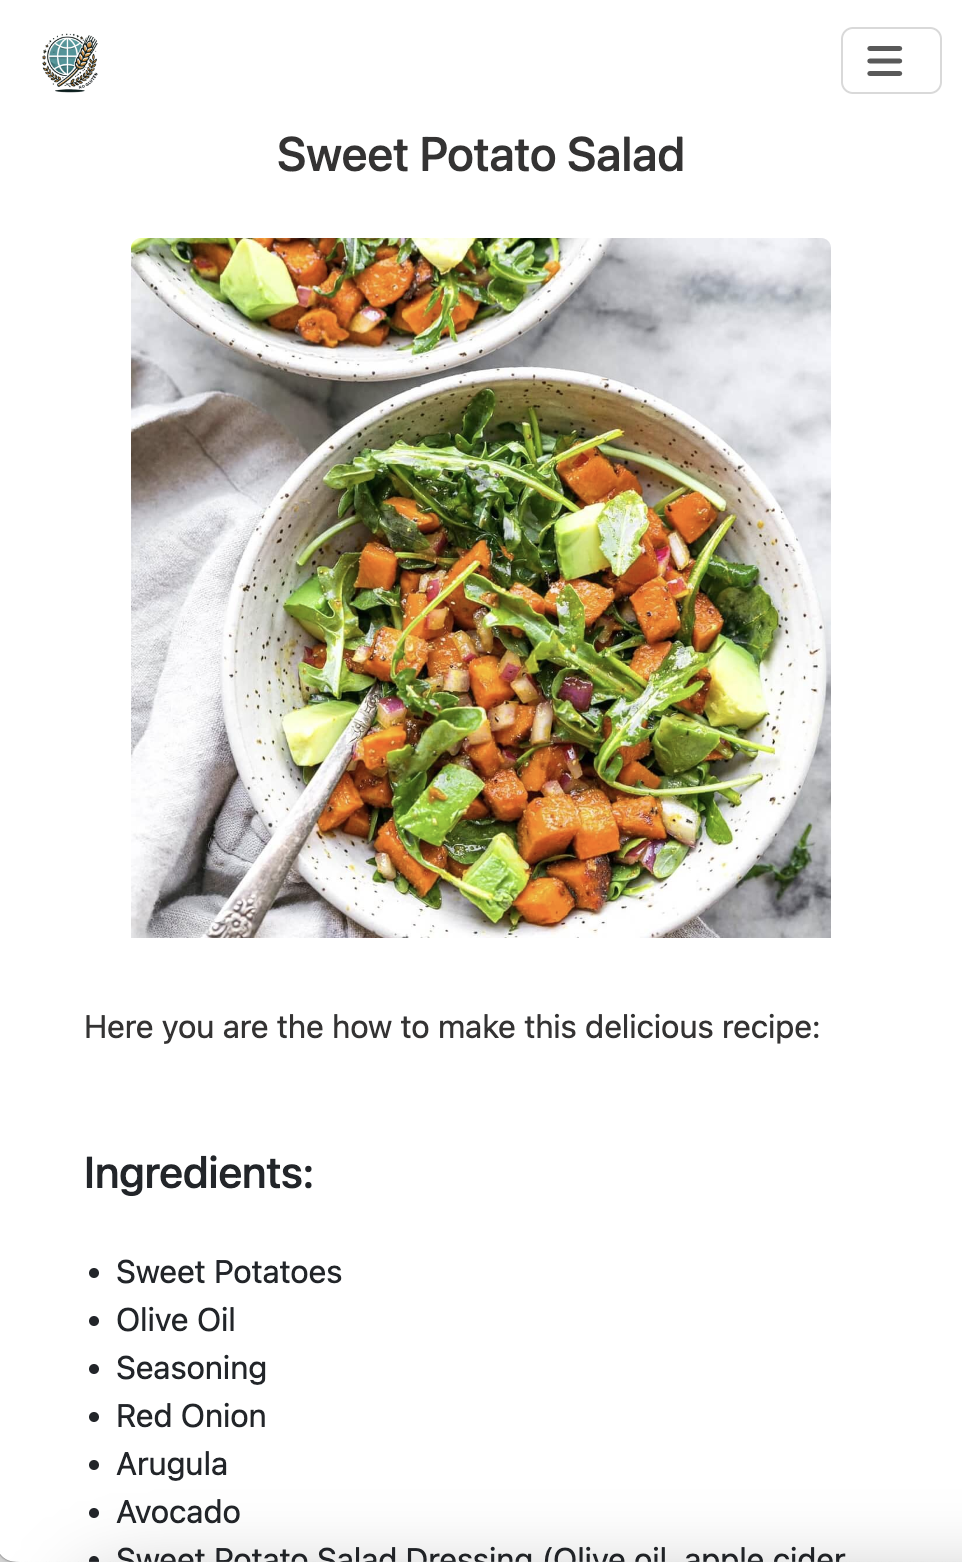 Sweet Potato Salad
Here you are the how to make this delicious recipe:
Ingredients:
Sweet Potatoes
Olive Oil
Seasoning
Red Onion
Arugula
Avocado
Sweet Potato Salad Dressing (Olive oil, apple cider